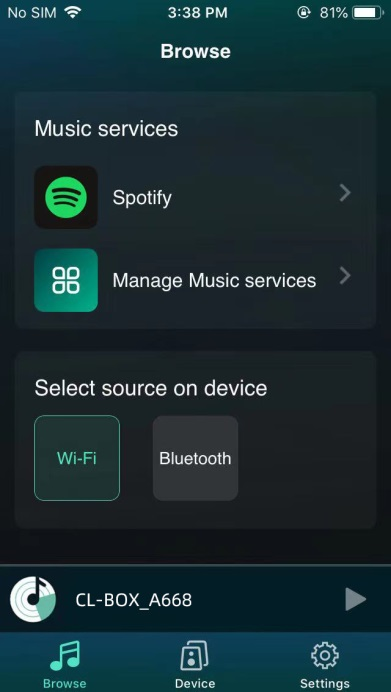 No SIM 3:38 PM 81%
Browse
Music services
Spotify
Manage Music services
Select source on device
Wi-Fi Bluetooth
CL-BOX_A668
Browse Device Settings